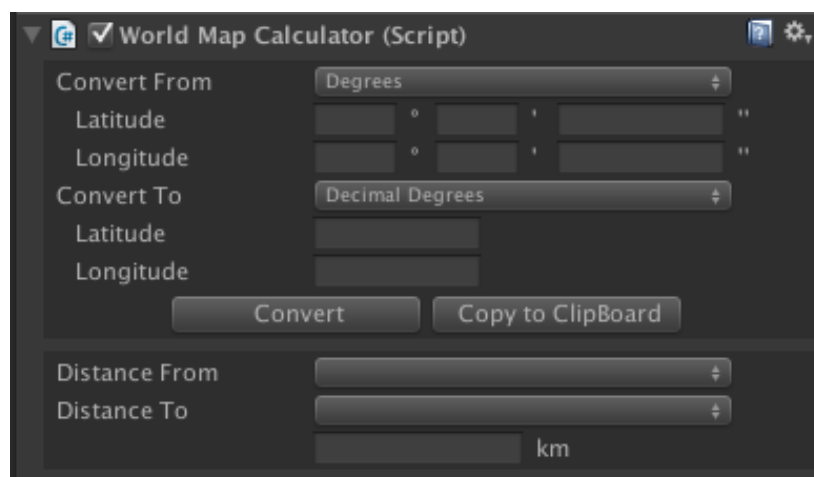 World Map Calculator (Script)
Convert From Degrees
Latitude ° ' "
Longitude ° ' "
Convert To Decimal Degrees
Latitude
Longitude
Convert Copy to ClipBoard
Distance From
Distance To
km